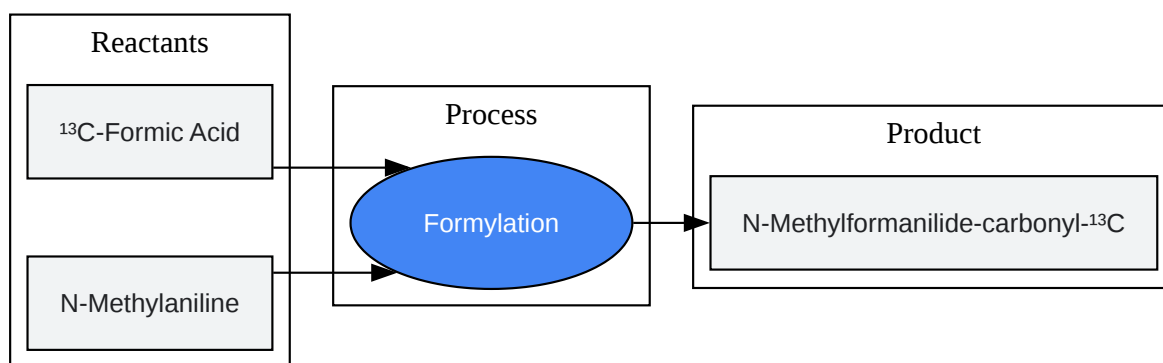 Reactants
¹³C-Formic Acid
N-Methylaniline
Process
Formylation
Product
N-Methylformanilide-carbonyl-¹³C